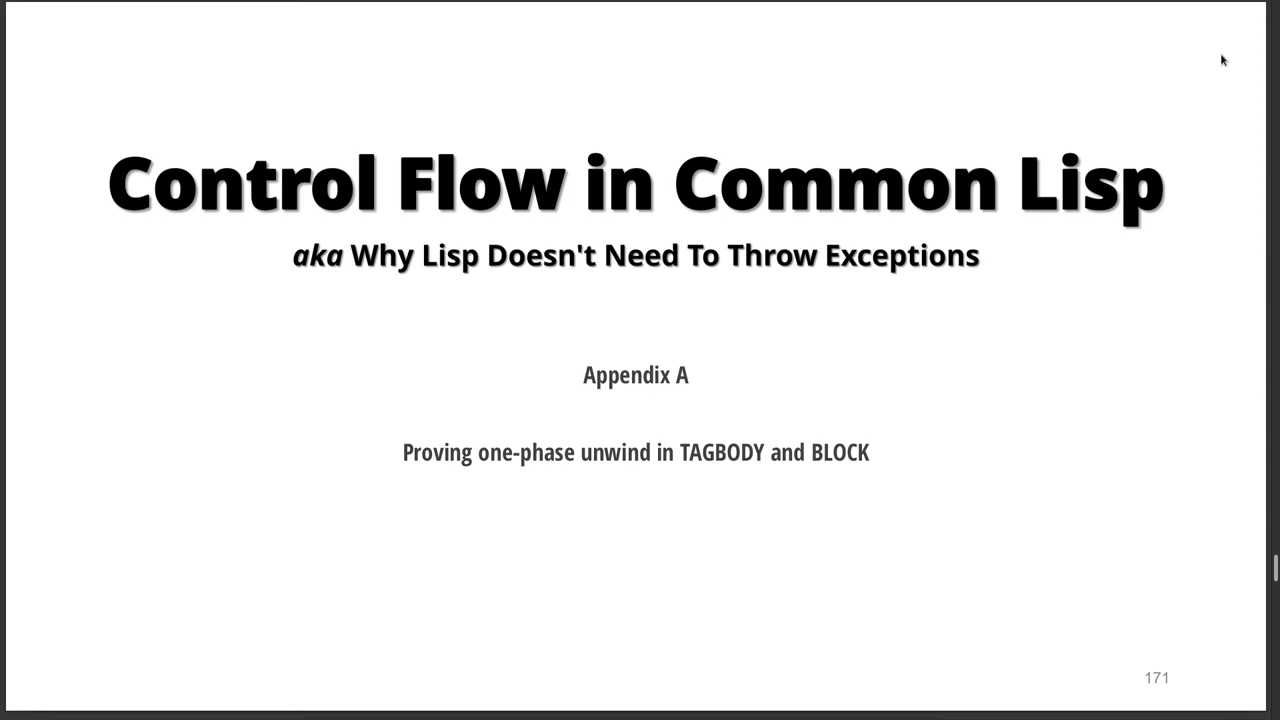 Control Flow in Common Lisp
aka Why Lisp Doesn't Need To Throw Exceptions
Appendix A
Proving one-phase unwind in TAGBODY and BLOCK
171